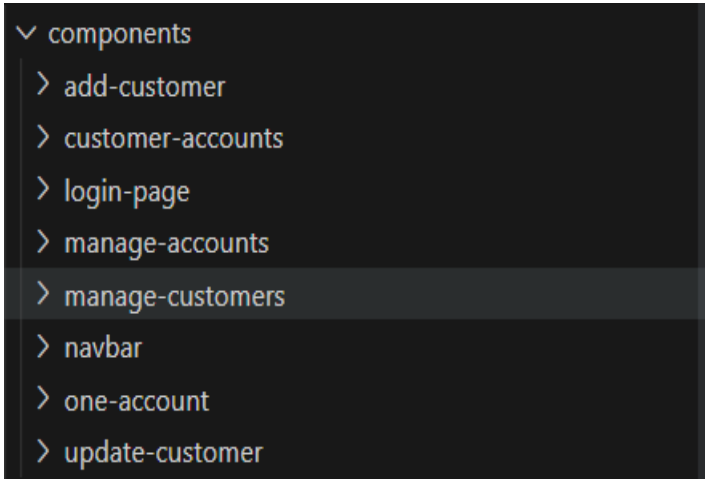 components
add-customer
customer-accounts
login-page
manage-accounts
manage-customers
navbar
one-account
update-customer